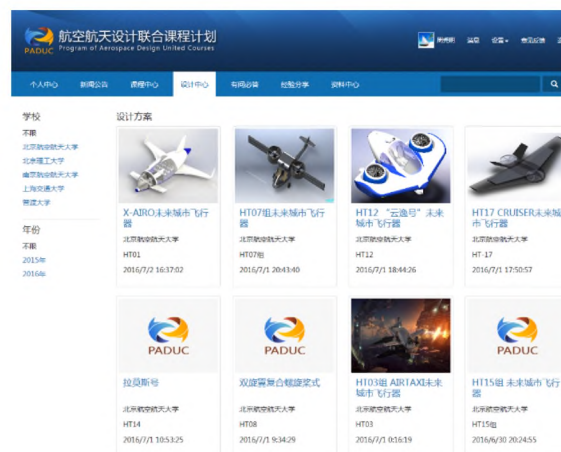 航空航天设计联合课程计划
PADUC
Program of Aerospace Design United Courses
消息
设置
个人中心
新闻公告
课程中心
设计中心
有问必答
经验分享
资料中心
学校
不限
北京航空航天大学
北京理工大学
南京航空航天大学
上海交通大学
年份
不限
2015年
2016年
设计方案
X-AIRO未来城市飞行
器
北京航空航天大学
HT01
2016/7/2 16:37:02
HT07组未来城市飞行
器
北京航空航天大学
HT07组
2016/7/1 20:43:40
HT12 “云逸号” 未来
城市飞行器
北京航空航天大学
HT12
2016/7/1 18:44:26
HT17 CRUISER未来城
市飞行器
北京航空航天大学
HT-17
2016/7/1 17:50:57
PADUC
拉莫斯号
北京航空航天大学
HT14
2016/7/1 10:53:25
PADUC
双旋翼复合螺旋桨式
北京航空航天大学
HT08
2016/7/1 9:34:29
HT03组 AIRTAXI未来
城市飞行器
北京航空航天大学
HT03
2016/7/1 0:16:19
PADUC
HT15组 未来城市飞行
器
北京航空航天大学
HT15组
2016/6/30 20:24:55